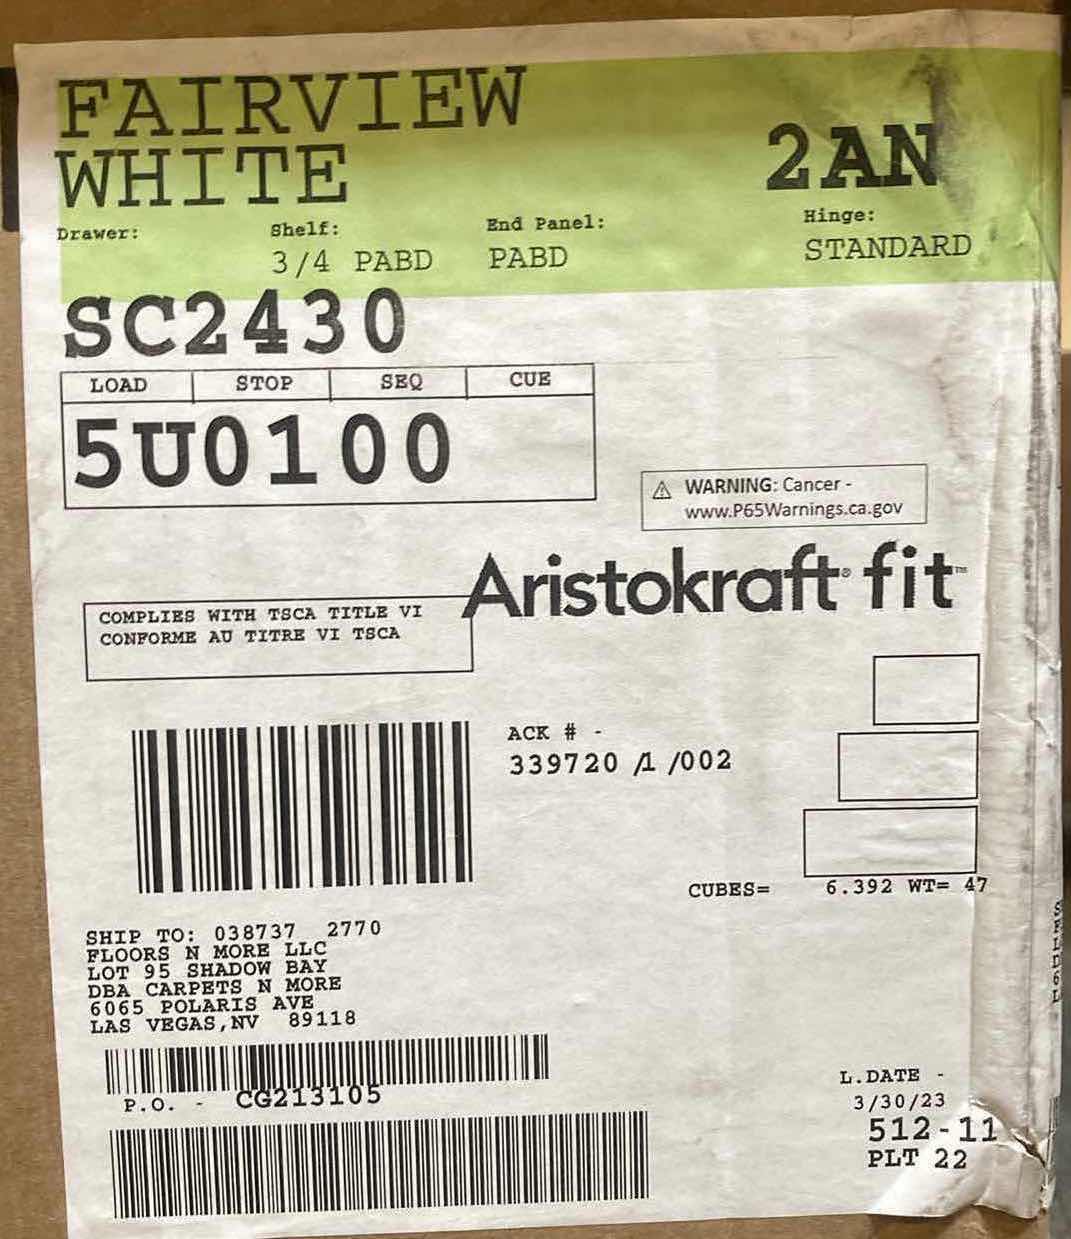 FAIRVIEW
WHITE
2AN
Drawer: Shelf: End Panel: Hinge:
3/4 PABD PABD STANDARD
SC2430
LOAD STOP SEQ CUE
5U0100
⚠ WARNING: Cancer -
www.P65Warnings.ca.gov
Aristokraft® fit™
COMPLIES WITH TSCA TITLE VI
CONFORME AU TITRE VI TSCA
ACK # -
339720 /1 /002
CUBES= 6.392 WT= 47
SHIP TO: 038737 2770
FLOORS N MORE LLC
LOT 95 SHADOW BAY
DBA CARPETS N MORE
6065 POLARIS AVE
LAS VEGAS,NV 89118
P.O. - CG213105
L.DATE -
3/30/23
512-11
PLT 22